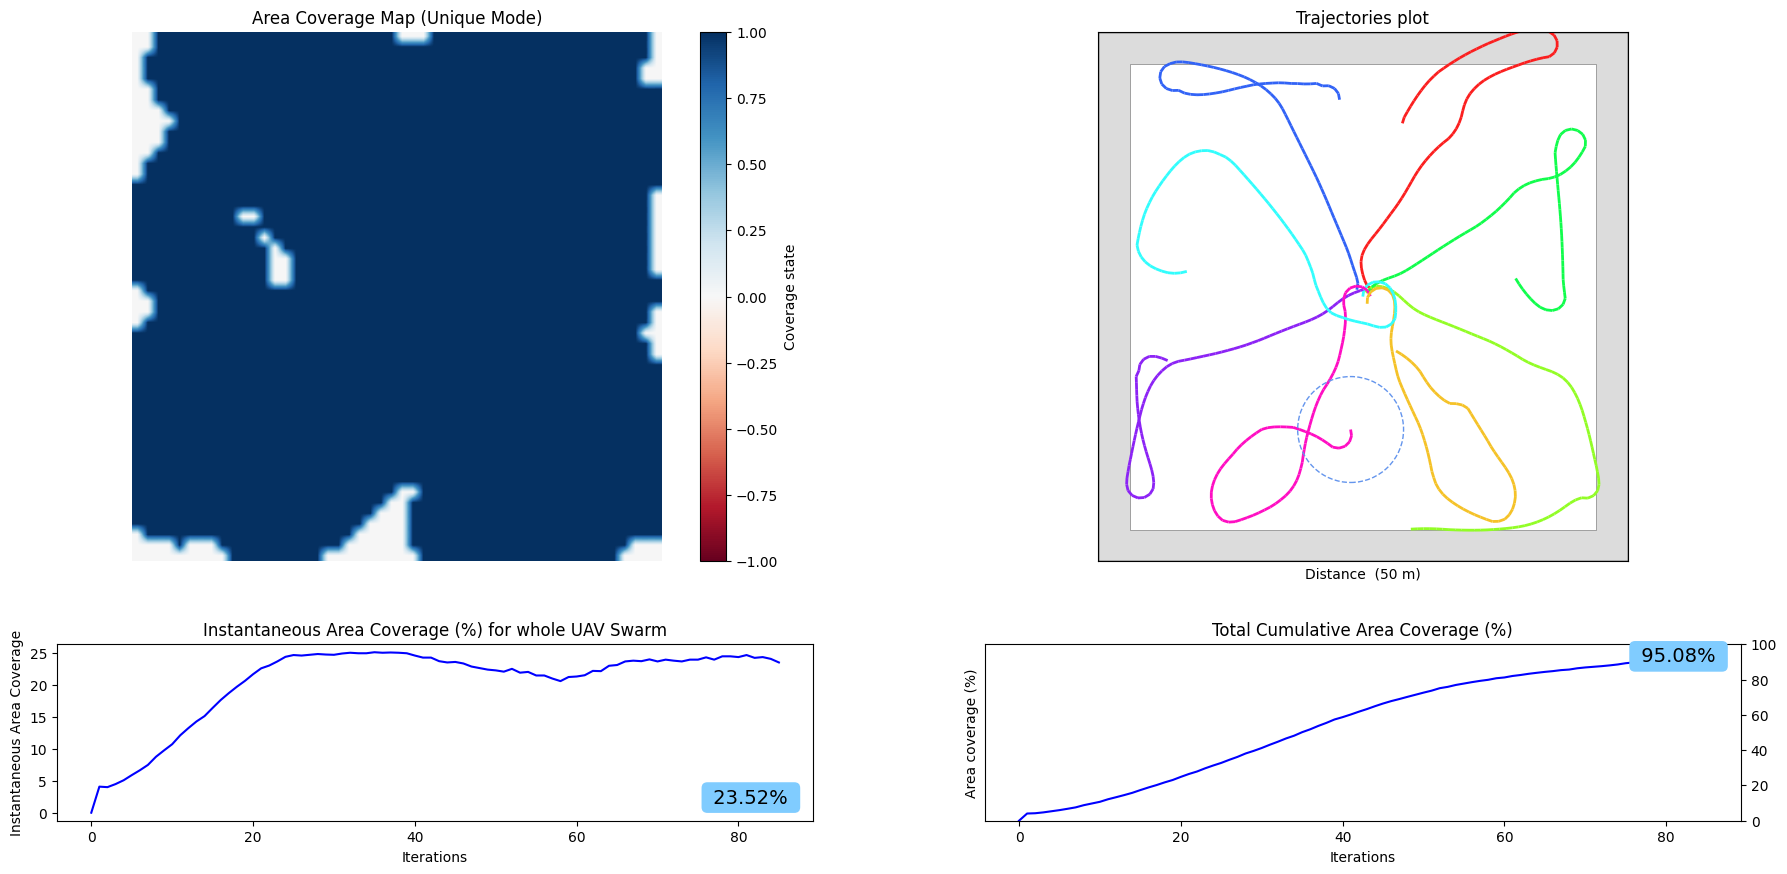 Area Coverage Map (Unique Mode)
1.00
0.75
0.50
0.25
0.00
−0.25
−0.50
−0.75
−1.00
Coverage state
Trajectories plot
Distance  (50 m)
Instantaneous Area Coverage (%) for whole UAV Swarm
Instantaneous Area Coverage
25
20
15
10
5
0
23.52%
0 20 40 60 80
Iterations
Total Cumulative Area Coverage (%)
Area coverage (%)
95.08%
100
80
60
40
20
0
0 20 40 60 80
Iterations